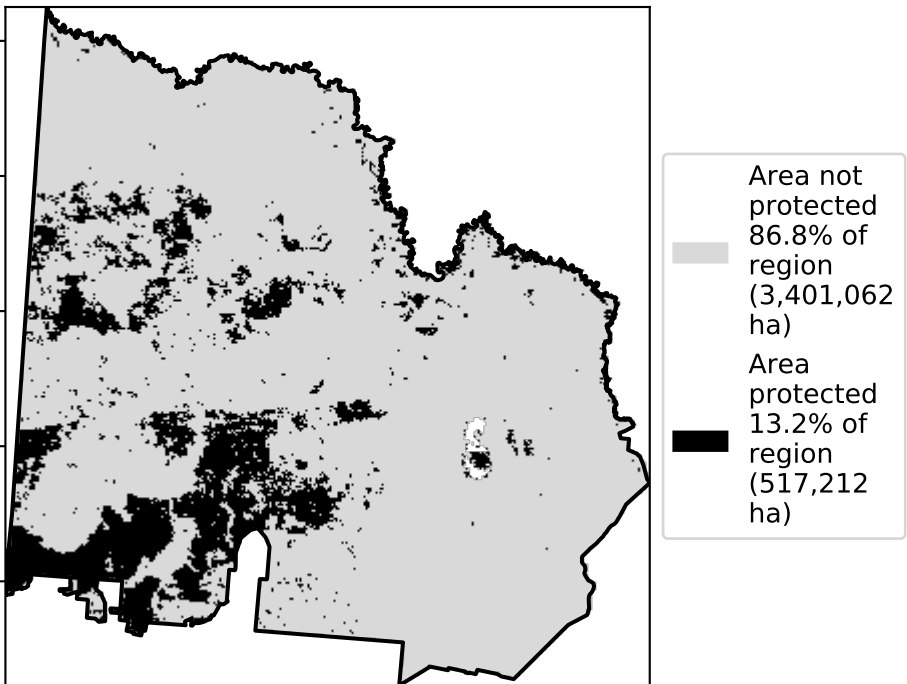 Area not
protected
86.8% of
region
(3,401,062
ha)
Area
protected
13.2% of
region
(517,212
ha)